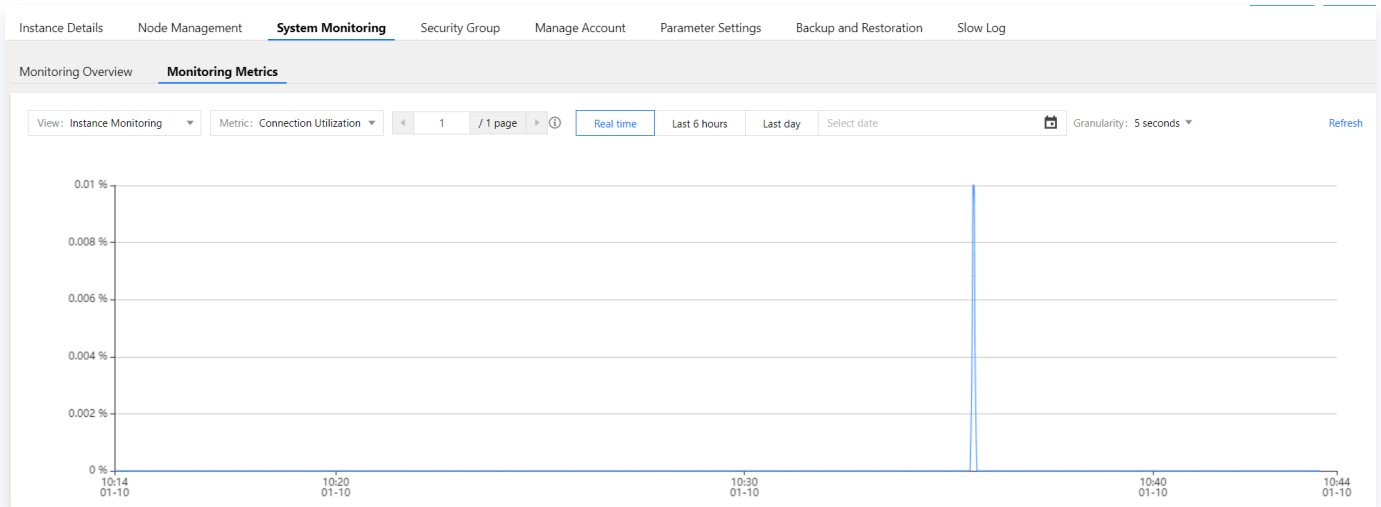 Instance Details Node Management System Monitoring Security Group Manage Account Parameter Settings Backup and Restoration Slow Log
Monitoring Overview Monitoring Metrics
View: Instance Monitoring Metric: Connection Utilization 1 / 1 page Real time Last 6 hours Last day Select date Granularity: 5 seconds Refresh
0.01 %
0.008 %
0.006 %
0.004 %
0.002 %
0 %
10:14 10:20 10:30 10:40 10:44
01-10 01-10 01-10 01-10 01-10